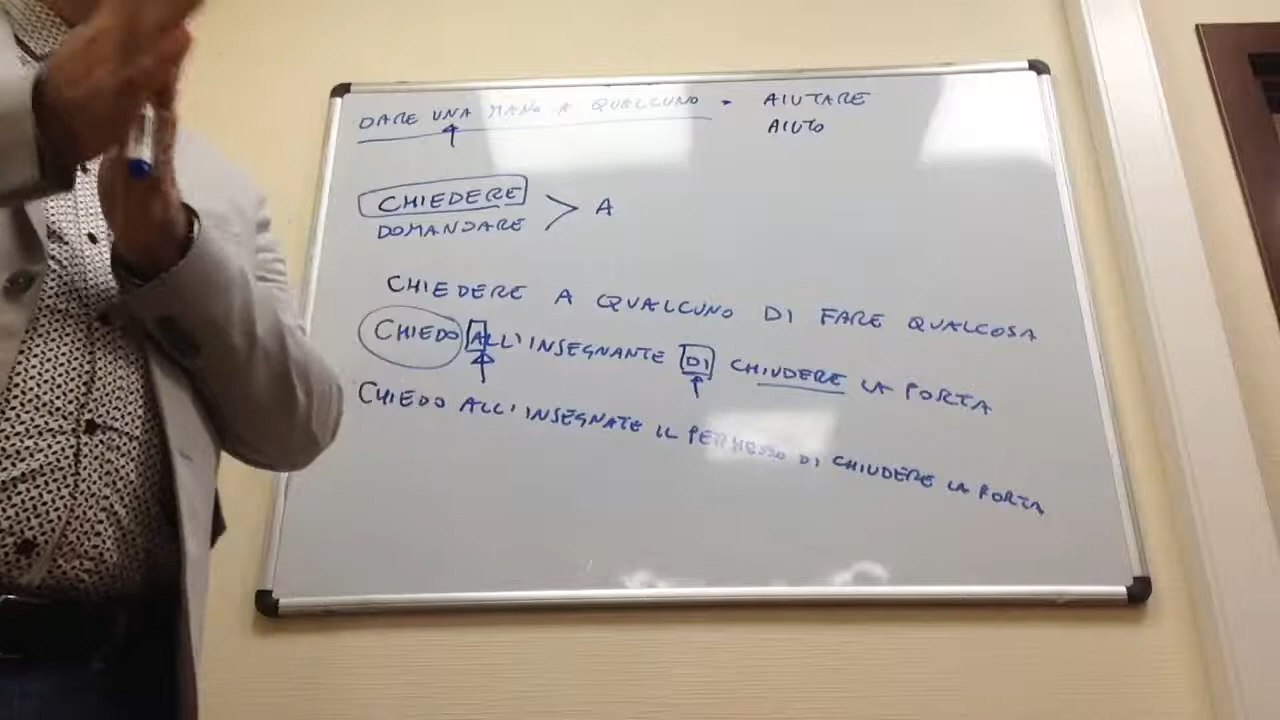 DARE UNA MANO A QUALCUNO = AIUTARE
AIUTO
CHIEDERE > A
DOMANDARE
CHIEDERE A QUALCUNO DI FARE QUALCOSA
CHIEDO ALL'INSEGNANTE DI CHIUDERE LA PORTA
CHIEDO ALL'INSEGNATE IL PERMESSO DI CHIUDERE LA PORTA